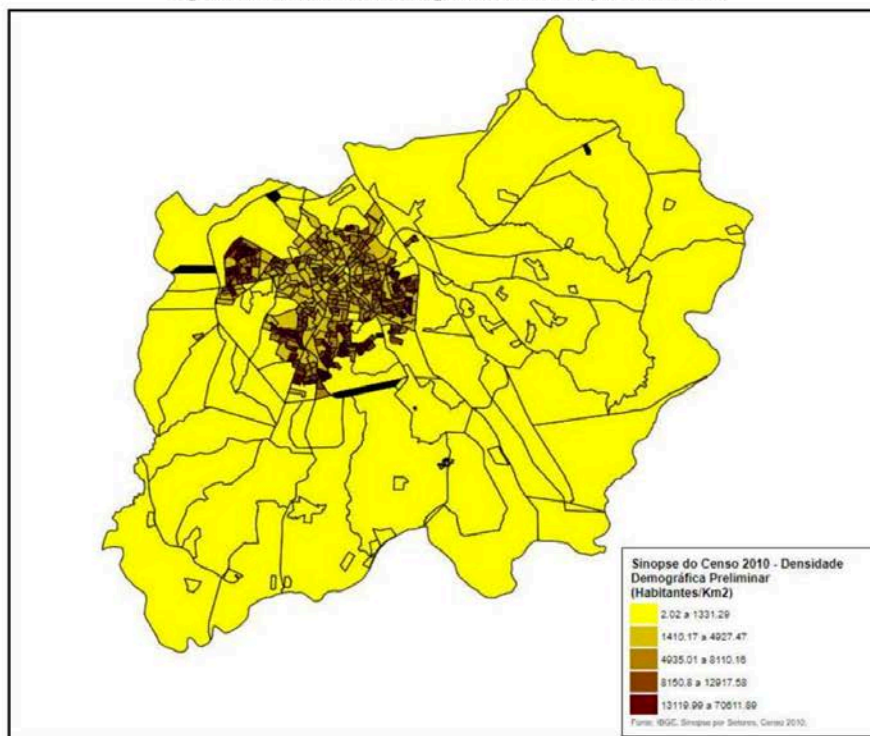 Sinopse do Censo 2010 - Densidade
Demográfica Preliminar
(Habitantes/Km2)
2.02 a 1331.29
1410.17 a 4927.47
4935.01 a 8110.16
8150.8 a 12917.58
13119.99 a 70611.89
Fonte: IBGE, Sinopse por Setores, Censo 2010.